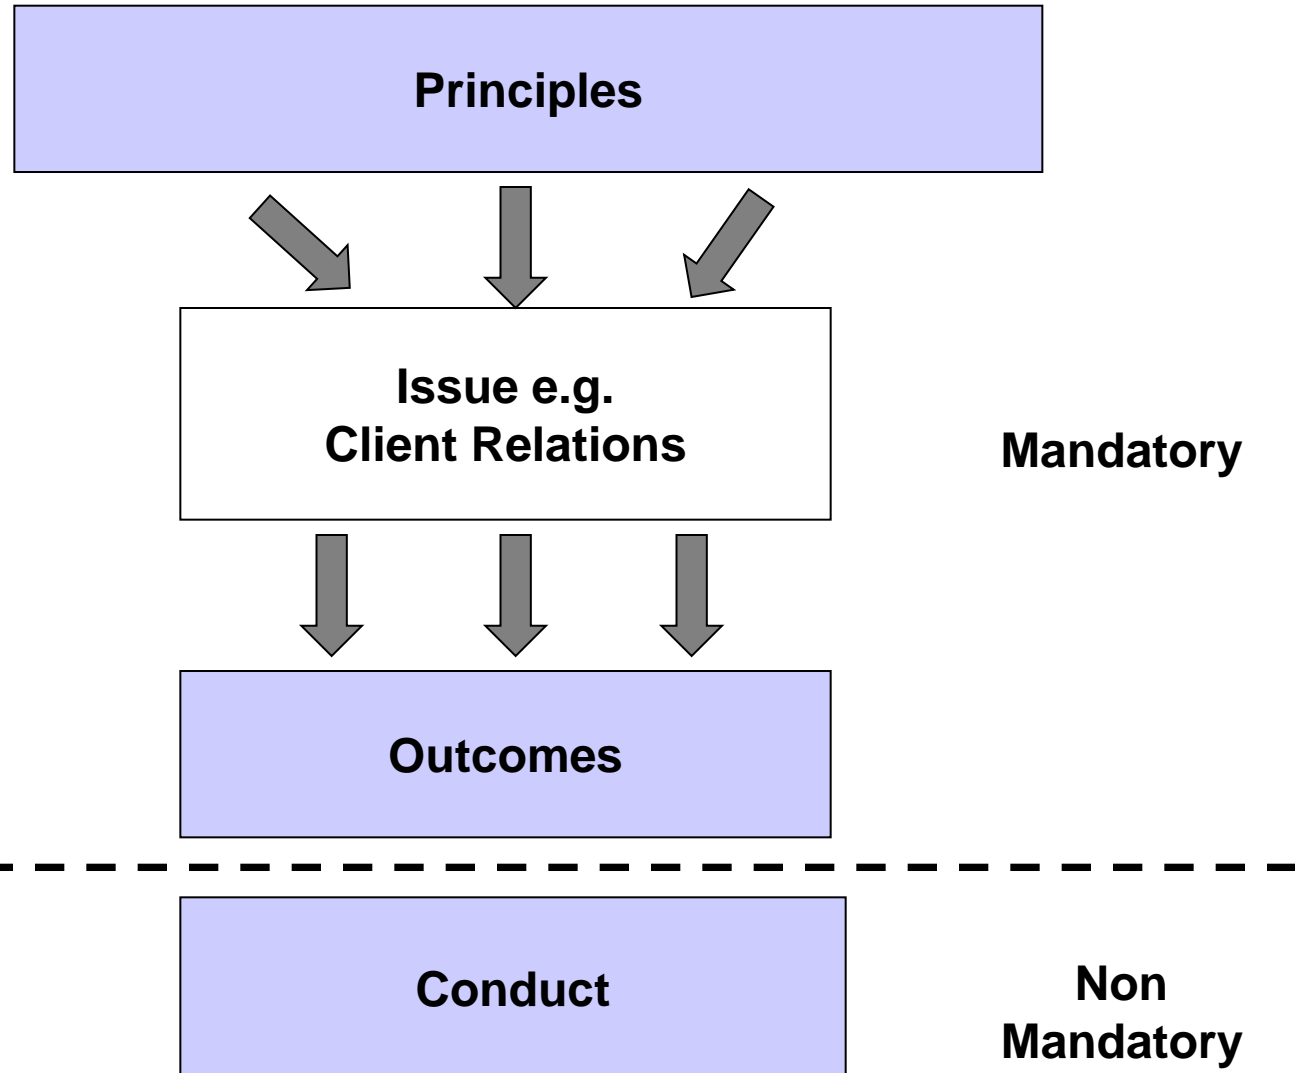 Principles
Issue e.g.
Client Relations
Mandatory
Outcomes
Conduct
Non
Mandatory